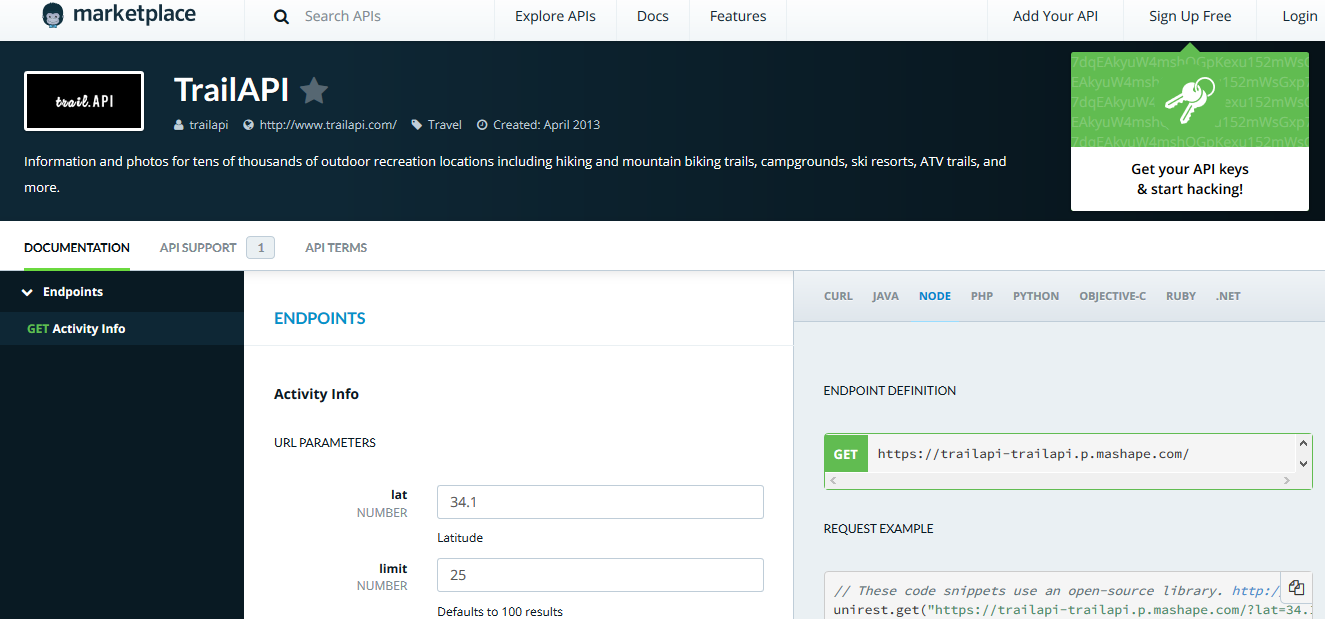 marketplace
Search APIs
Explore APIs
Docs
Features
Add Your API
Sign Up Free
Login
trail.API
TrailAPI
trailapi
http://www.trailapi.com/
Travel
Created: April 2013
Information and photos for tens of thousands of outdoor recreation locations including hiking and mountain biking trails, campgrounds, ski resorts, ATV trails, and
more.
Get your API keys
& start hacking!
DOCUMENTATION
API SUPPORT
1
API TERMS
Endpoints
GET Activity Info
ENDPOINTS
Activity Info
URL PARAMETERS
lat
NUMBER
34.1
Latitude
limit
NUMBER
25
Defaults to 100 results
CURL
JAVA
NODE
PHP
PYTHON
OBJECTIVE-C
RUBY
.NET
ENDPOINT DEFINITION
GET
https://trailapi-trailapi.p.mashape.com/
REQUEST EXAMPLE
// These code snippets use an open-source library. http:/
unirest.get("https://trailapi-trailapi.p.mashape.com/?lat=34.